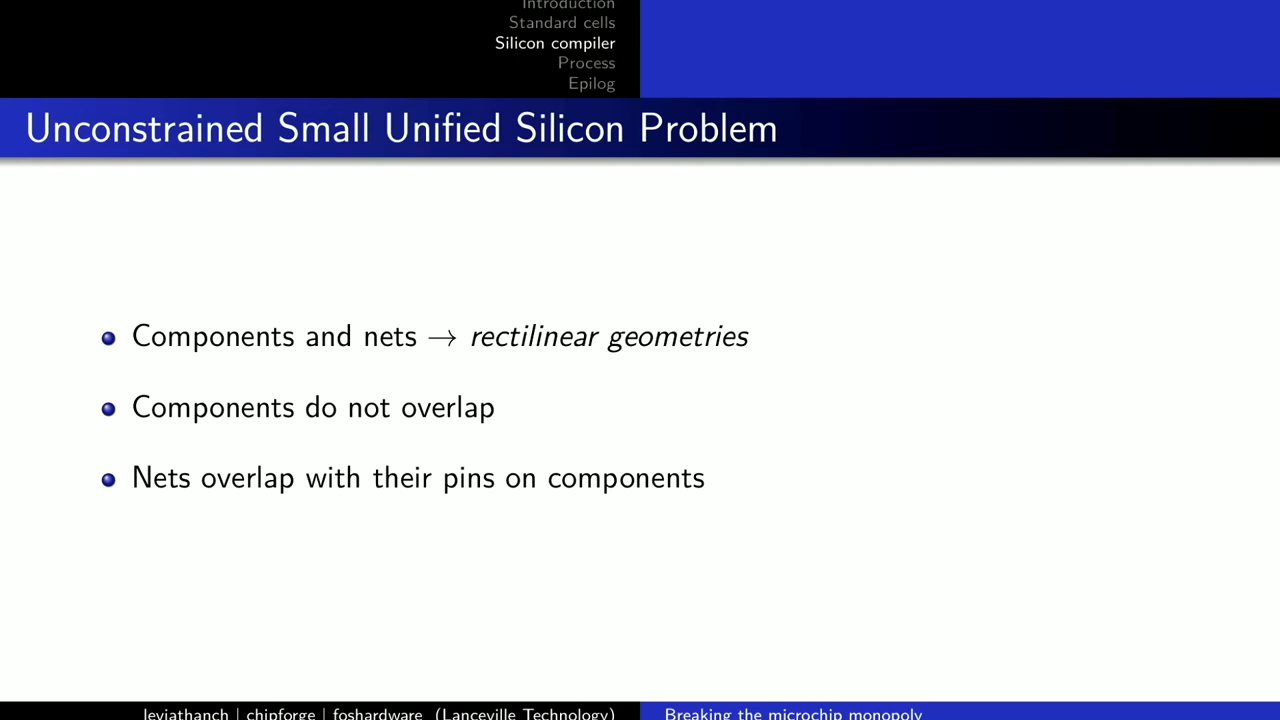 Introduction
Standard cells
Silicon compiler
Process
Epilog
Unconstrained Small Unified Silicon Problem
Components and nets → rectilinear geometries
Components do not overlap
Nets overlap with their pins on components
leviathanch | chipforge | foshardware (Lanceville Technology)
Breaking the microchip monopoly